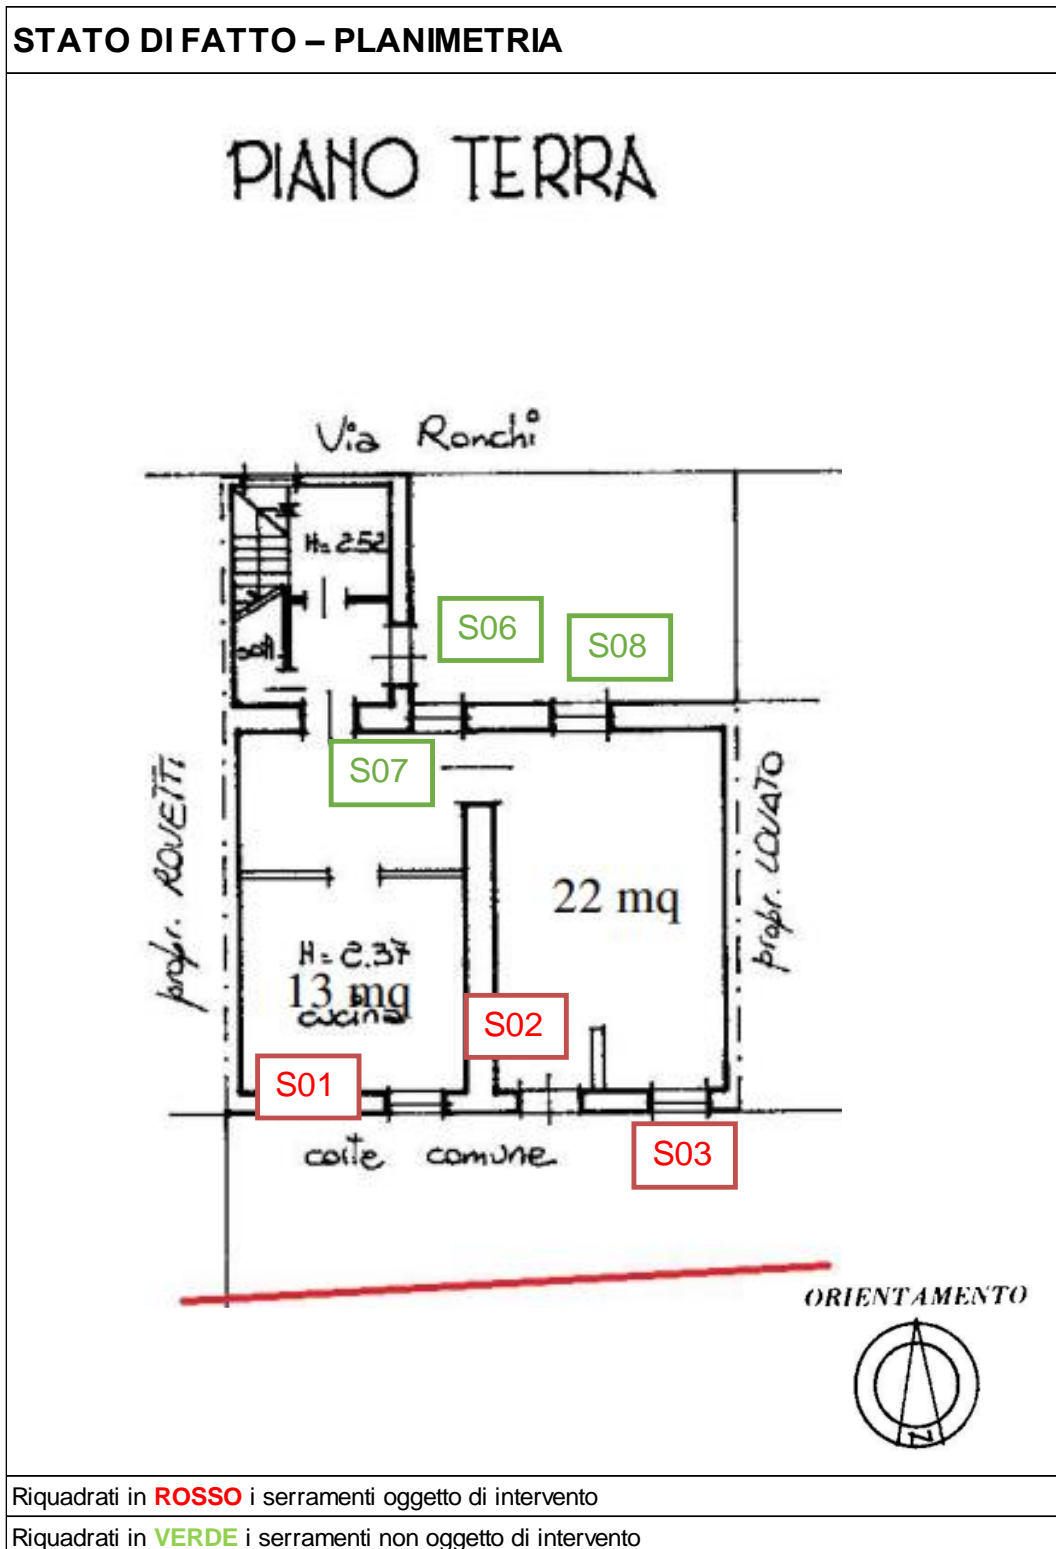 STATO DI FATTO – PLANIMETRIA
PIANO TERRA
Via Ronchi
H= 2.52
S06
S08
S07
propr. ROVETTI
propr. LOVATO
22 mq
H= 2.37
13 mq
cucina
S02
S01
S03
corte comune
ORIENTAMENTO
N
Riquadrati in ROSSO i serramenti oggetto di intervento
Riquadrati in VERDE i serramenti non oggetto di intervento